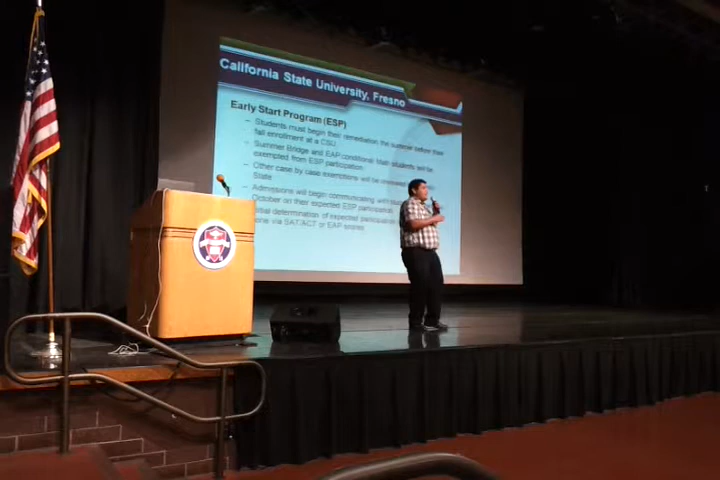 California State University, Fresno
Early Start Program (ESP)
– Students must begin their remediation the summer before their
fall enrollment at a CSU.
Summer Bridge and EAP conditional Math students will be
exempted from ESP participation.
– Other case by case exemptions will be reviewed
State
– Admissions will begin communicating with
October on their expected ESP participation
Initial determination of expected participation
via SAT/ACT or EAP scores